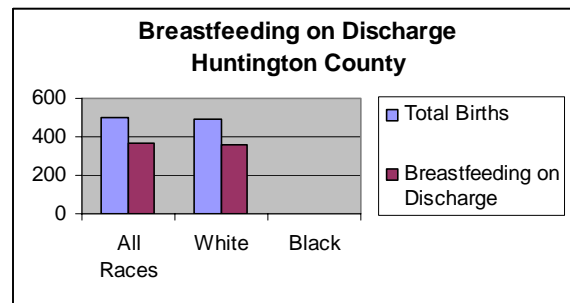 Breastfeeding on Discharge
Huntington County
600
400
200
0
All
Races
White
Black
Total Births
Breastfeeding on
Discharge